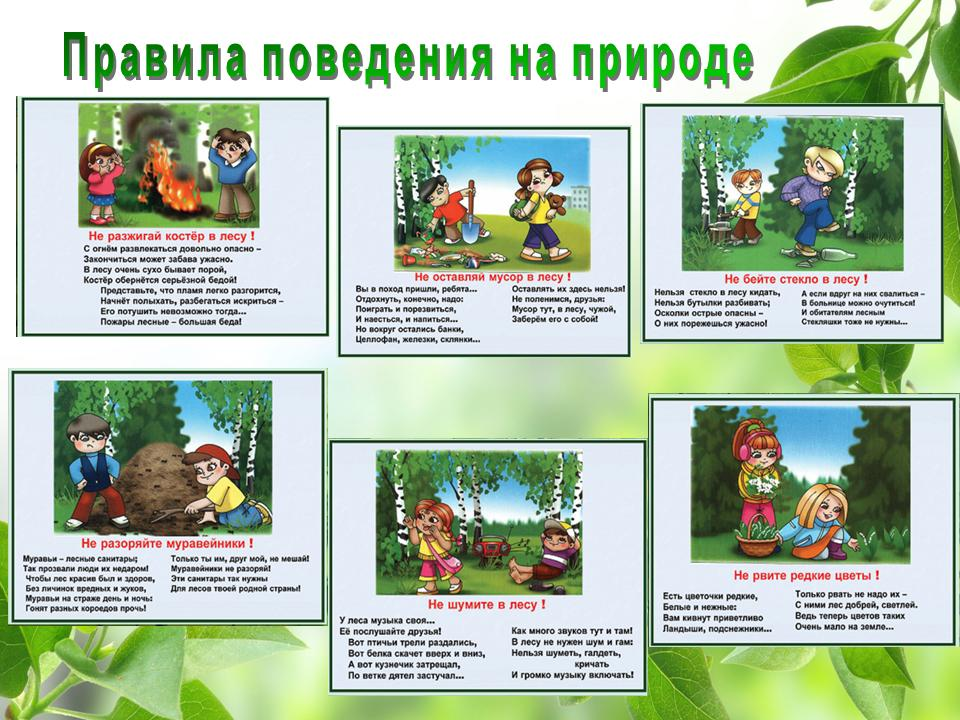 Правила поведения на природе
Не разжигай костёр в лесу !
С огнём развлекаться довольно опасно –
Закончиться может забава ужасно.
В лесу очень сухо бывает порой,
Костёр обернётся серьёзной бедой!
Представьте, что пламя легко разгорится,
Начнёт полыхать, разбегаться искриться –
Его потушить невозможно тогда...
Пожары лесные – большая беда!
Не оставляй мусор в лесу !
Вы в поход пришли, ребята...
Отдохнуть, конечно, надо:
Поиграть и порезвиться,
И наесться, и напиться...
Но вокруг остались банки,
Целлофан, железки, склянки...
Оставлять их здесь нельзя!
Не поленимся, друзья:
Мусор тут, в лесу, чужой,
Заберём его с собой!
Не бейте стекло в лесу !
Нельзя стекло в лесу кидать,
Нельзя бутылки разбивать;
Осколки острые опасны –
О них порежешься ужасно!
А если вдруг на них свалиться –
В больнице можно очутиться!
И обитателям лесным
Стекляшки тоже не нужны...
Не разоряйте муравейники !
Муравьи – лесные санитары;
Так прозвали люди их недаром!
Чтобы лес красив был и здоров,
Без личинок вредных и жуков,
Муравьи на страже день и ночь:
Гонят разных короедов прочь!
Только ты им, друг мой, не мешай!
Муравейники не разоряй!
Эти санитары так нужны
Для лесов твоей родной страны!
Не шумите в лесу !
У леса музыка своя...
Её послушайте друзья!
Вот птичьи трели раздались,
Вот белка скачет вверх и вниз,
А вот кузнечик затрещал,
По ветке дятел застучал...
Как много звуков тут и там!
В лесу не нужен шум и гам:
Нельзя шуметь, галдеть,
кричать
И громко музыку включать!
Не рвите редкие цветы !
Есть цветочки редкие,
Белые и нежные:
Вам кивнут приветливо
Ландыши, подснежники...
Только рвать не надо их –
С ними лес добрей, светлей.
Ведь теперь цветов таких
Очень мало на земле...